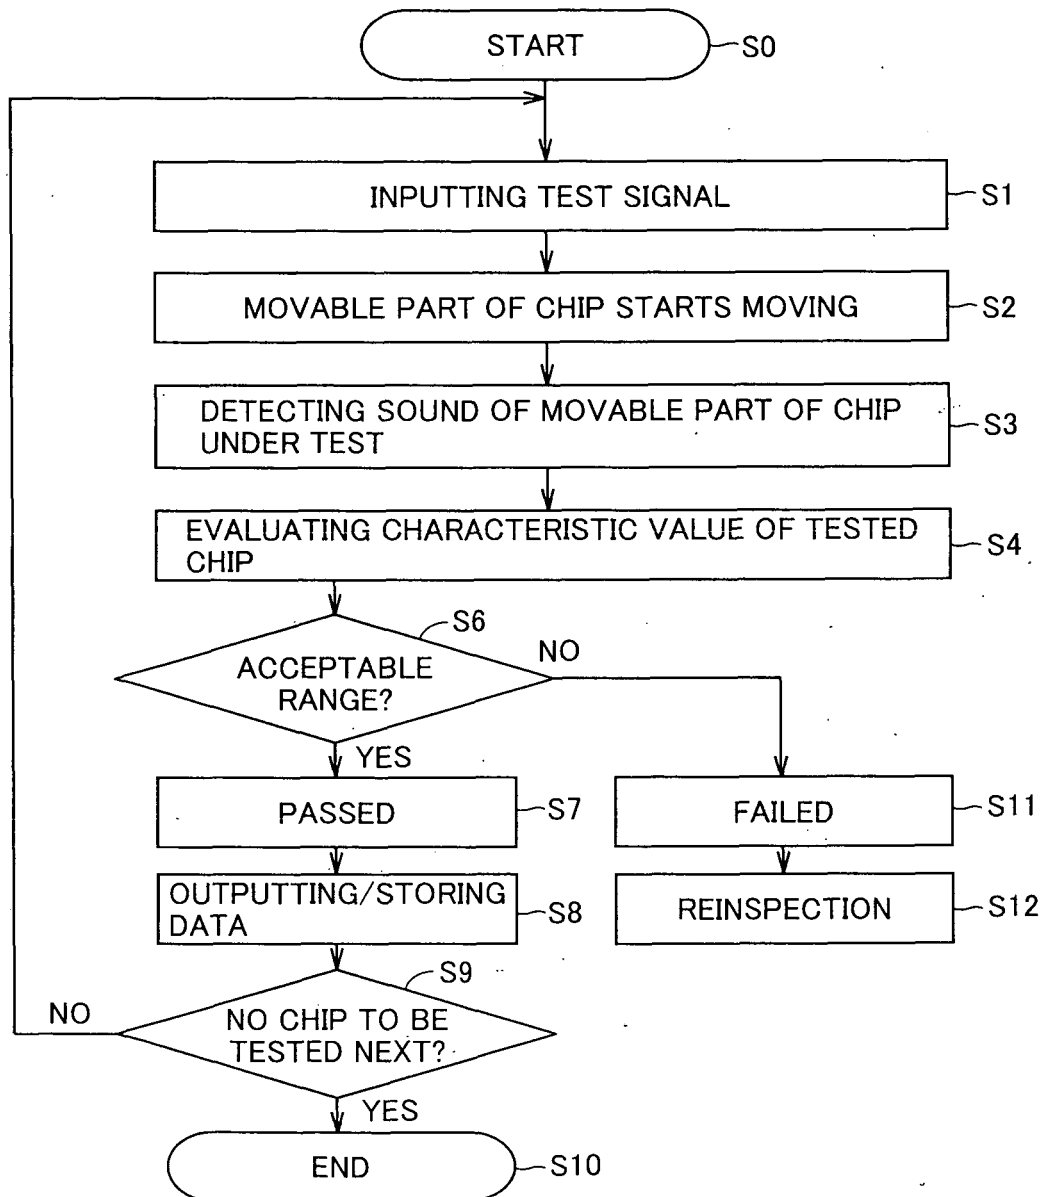 START
S0
INPUTTING TEST SIGNAL
S1
MOVABLE PART OF CHIP STARTS MOVING
S2
DETECTING SOUND OF MOVABLE PART OF CHIP
UNDER TEST
S3
EVALUATING CHARACTERISTIC VALUE OF TESTED
CHIP
S4
S6
ACCEPTABLE
RANGE?
NO
YES
PASSED
S7
FAILED
S11
OUTPUTTING/STORING
DATA
S8
REINSPECTION
S12
S9
NO CHIP TO BE
TESTED NEXT?
NO
YES
END
S10